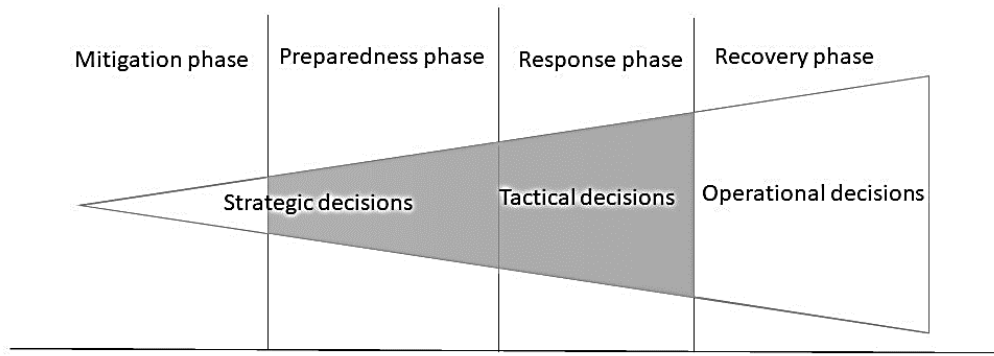 Mitigation phase
Preparedness phase
Response phase
Recovery phase
Strategic decisions
Tactical decisions
Operational decisions